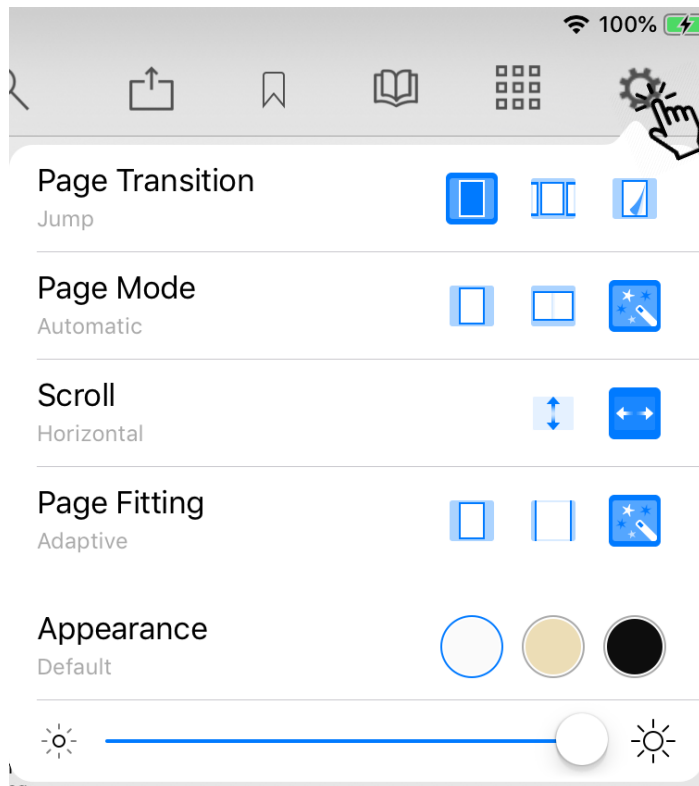 100%
Page Transition
Jump
Page Mode
Automatic
Scroll
Horizontal
Page Fitting
Adaptive
Appearance
Default